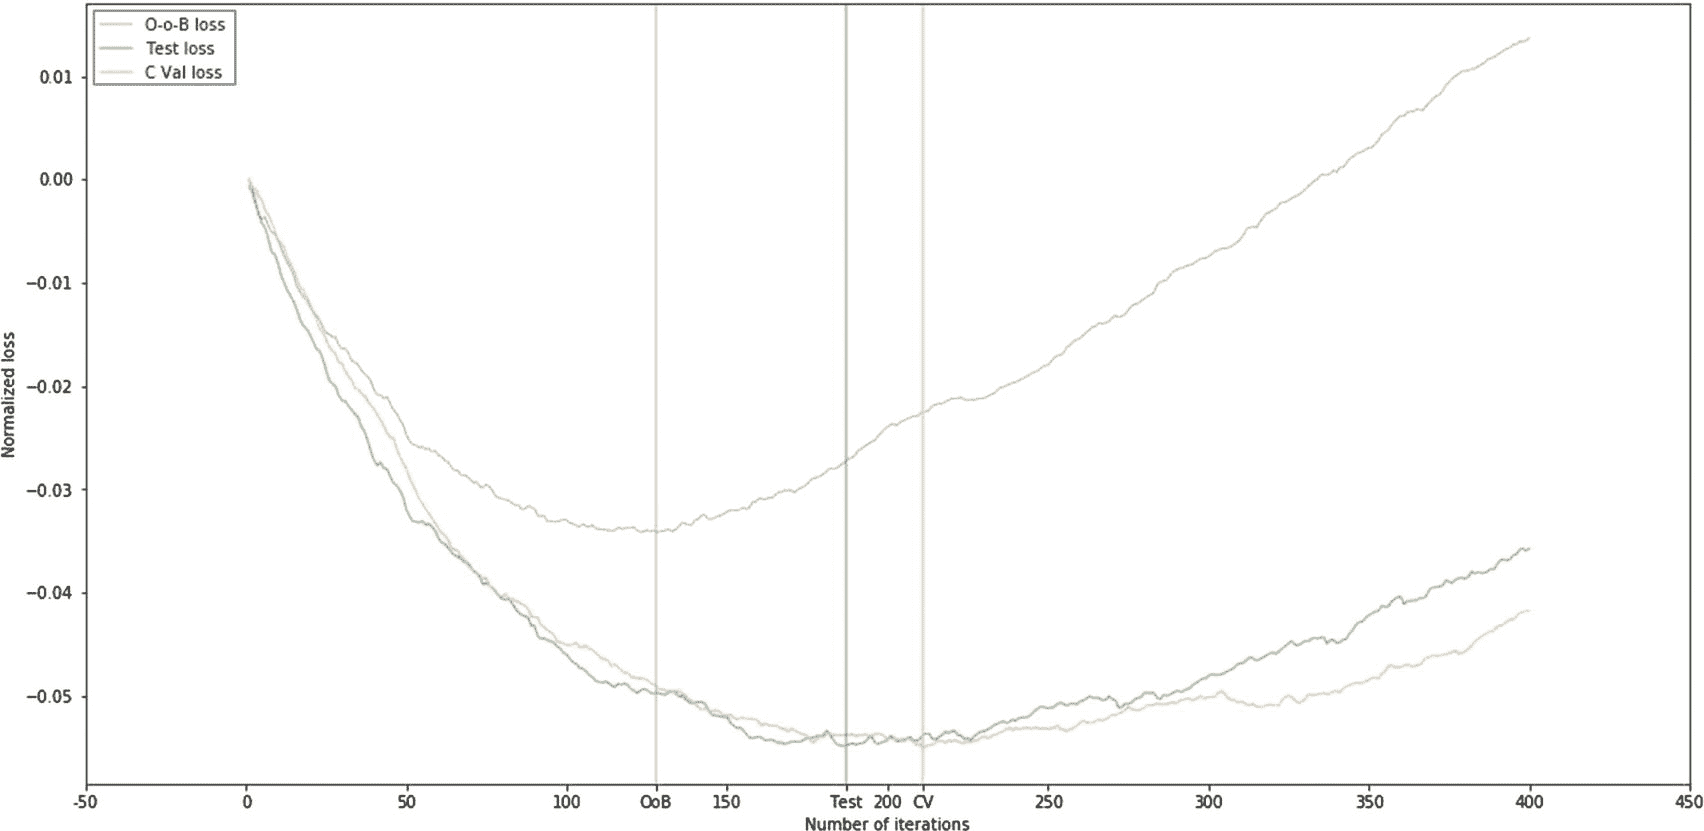 O-o-B loss
Test loss
C Val loss
0.01
0.00
−0.01
−0.02
−0.03
−0.04
−0.05
Normalized loss
-50 0 50 100 OoB 150 Test 200 CV 250 300 350 400 450
Number of iterations